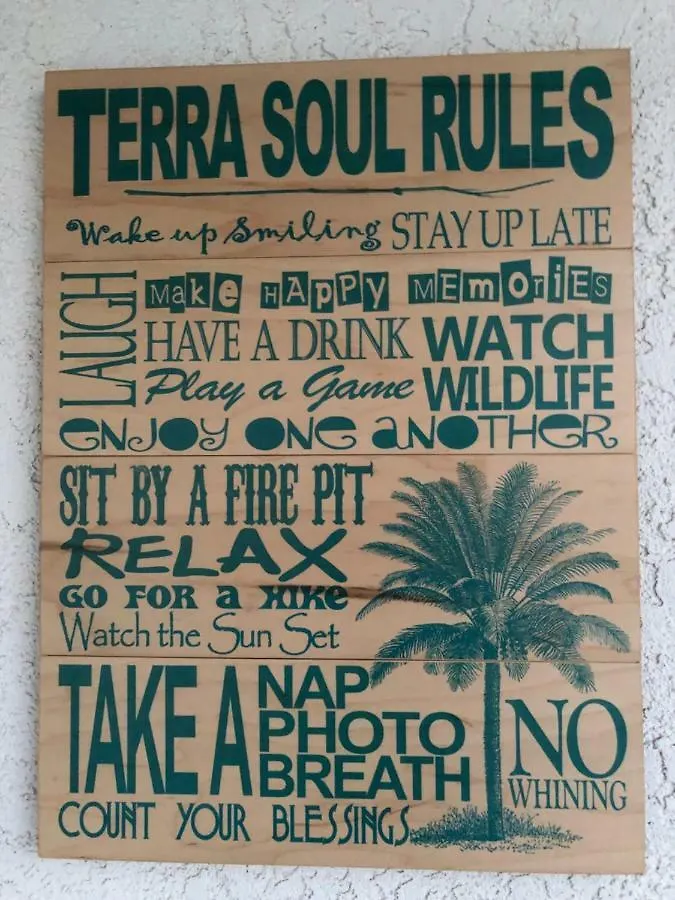 TERRA SOUL RULES
Wake up Smiling STAY UP LATE
LAUGH
Make HAppy MEmOriES
HAVE A DRINK WATCH
Play a Game WILDLIFE
eNJOY ONe aNOTHeR
SIT BY A FIRE PIT
RELAX
GO FOR a HIKe
Watch the Sun Set
TAKE A NAP
PHOTO
BREATH
NO
WHINING
COUNT YOUR BLESSINGS